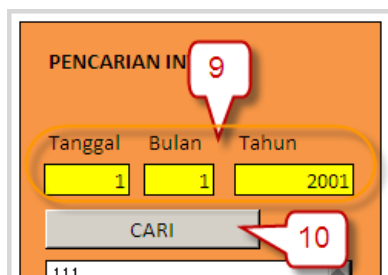 PENCARIAN IN
9
Tanggal Bulan Tahun
1 1 2001
CARI
10
111